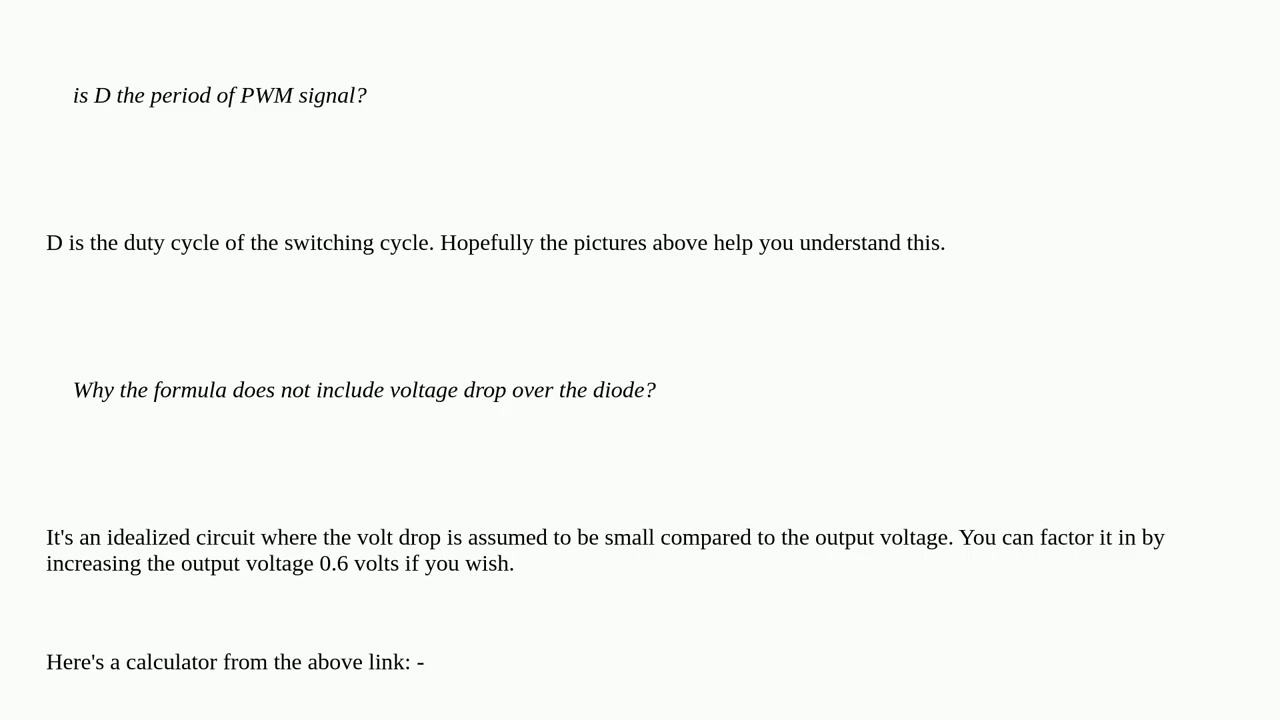 is D the period of PWM signal?
D is the duty cycle of the switching cycle. Hopefully the pictures above help you understand this.
Why the formula does not include voltage drop over the diode?
It's an idealized circuit where the volt drop is assumed to be small compared to the output voltage. You can factor it in by
increasing the output voltage 0.6 volts if you wish.
Here's a calculator from the above link: -